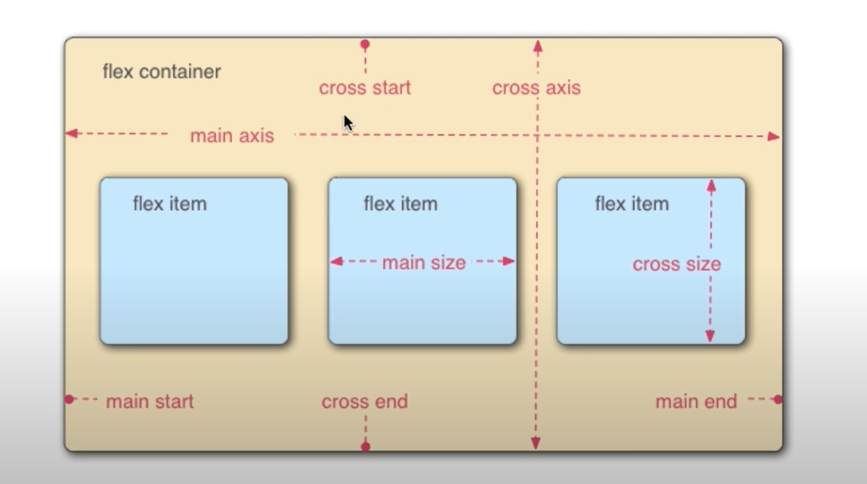 flex container
cross start
cross axis
main axis
flex item
flex item
flex item
main size
cross size
main start
cross end
main end